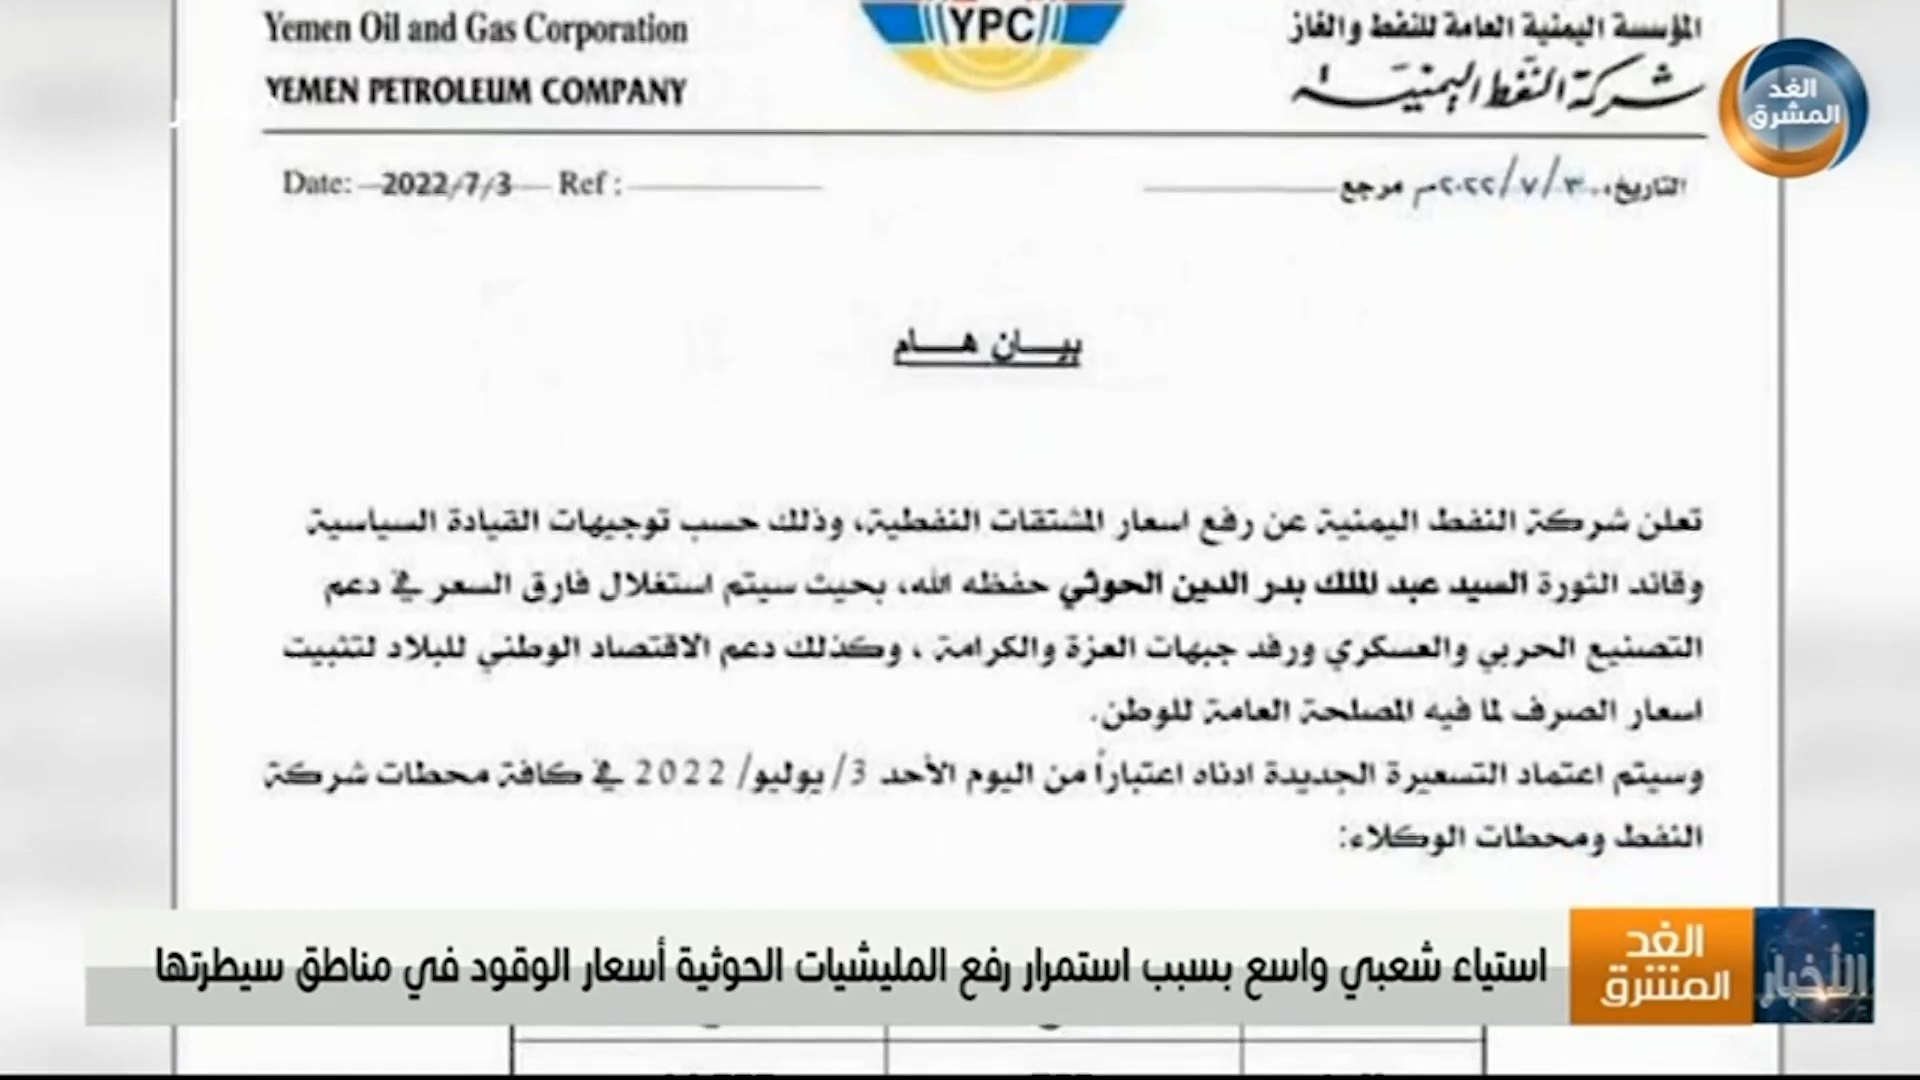 Yemen Oil and Gas Corporation
YEMEN PETROLEUM COMPANY
YPC
المؤسسة اليمنية العامة للنفط والغاز
شركة النفط اليمنية
الغد
المشرق
Date: 2022/7/3 Ref :
التاريخ ٢٠٢٢/٧/٣م مرجع
بيان هام
تعلن شركة النفط اليمنية عن رفع اسعار المشتقات النفطية، وذلك حسب توجيهات القيادة السياسية
وقائد الثورة السيد عبد الملك بدر الدين الحوثي حفظه الله، بحيث سيتم استغلال فارق السعر في دعم
التصنيع الحربي والعسكري ورفد جبهات العزة والكرامة ، وكذلك دعم الاقتصاد الوطني للبلاد لتثبيت
اسعار الصرف لما فيه المصلحة العامة للوطن.
وسيتم اعتماد التسعيرة الجديدة ادناه اعتباراً من اليوم الأحد 3/ يوليو/ 2022 في كافة محطات شركة
النفط ومحطات الوكلاء:
الأخبار
الغد
المشرق
استياء شعبي واسع بسبب استمرار رفع المليشيات الحوثية أسعار الوقود في مناطق سيطرتها